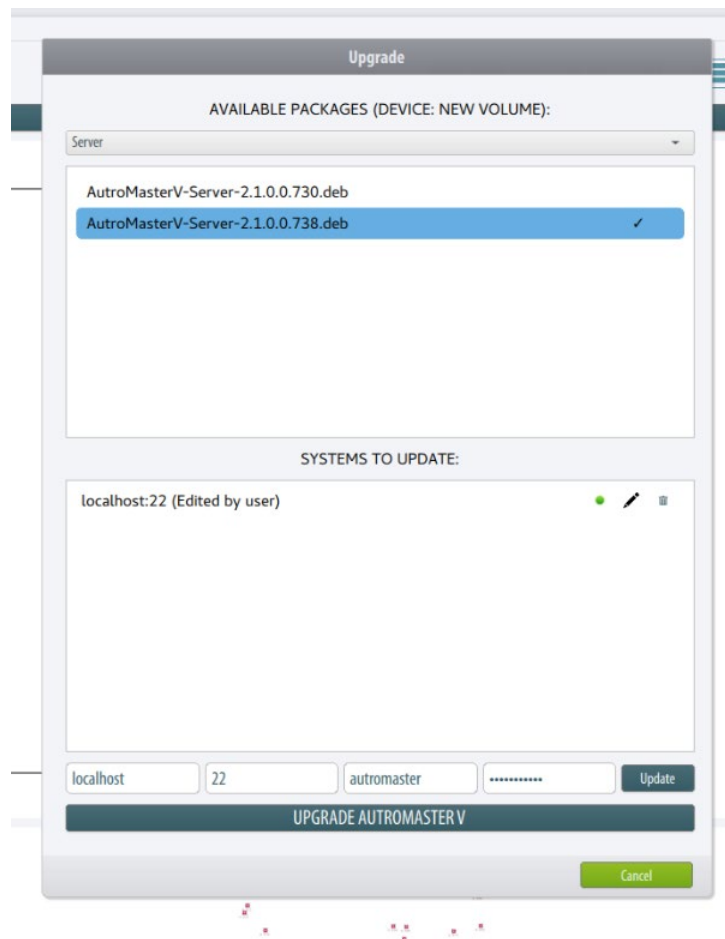 Upgrade
AVAILABLE PACKAGES (DEVICE: NEW VOLUME):
Server
AutroMasterV-Server-2.1.0.0.730.deb
AutroMasterV-Server-2.1.0.0.738.deb ✓
SYSTEMS TO UPDATE:
localhost:22 (Edited by user)
localhost 22 automaster ••••••••••• Update
UPGRADE AUTROMASTER V
Cancel